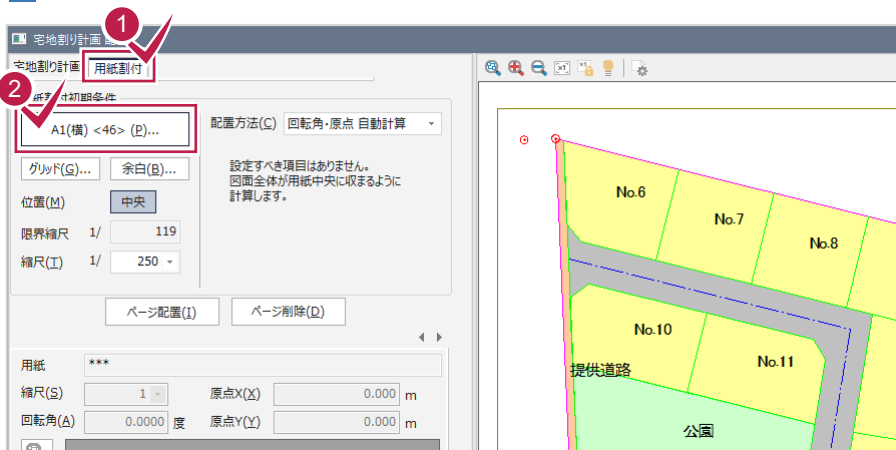 1
宅地割り計画
宅地割り計画 用紙割付
2
用紙割付初期条件
A1(横) <46> (P)...
配置方法(C) 回転角・原点 自動計算
グリッド(G)... 余白(B)...
設定すべき項目はありません。
図面全体が用紙中央に収まるように
計算します。
位置(M) 中央
限界縮尺 1/ 119
縮尺(T) 1/ 250
ページ配置(I) ページ削除(D)
用紙 ***
縮尺(S) 1 原点X(X) 0.000 m
回転角(A) 0.0000 度 原点Y(Y) 0.000 m
×1 ×1
No.6
No.7
No.8
No.10
No.11
提供道路
公園